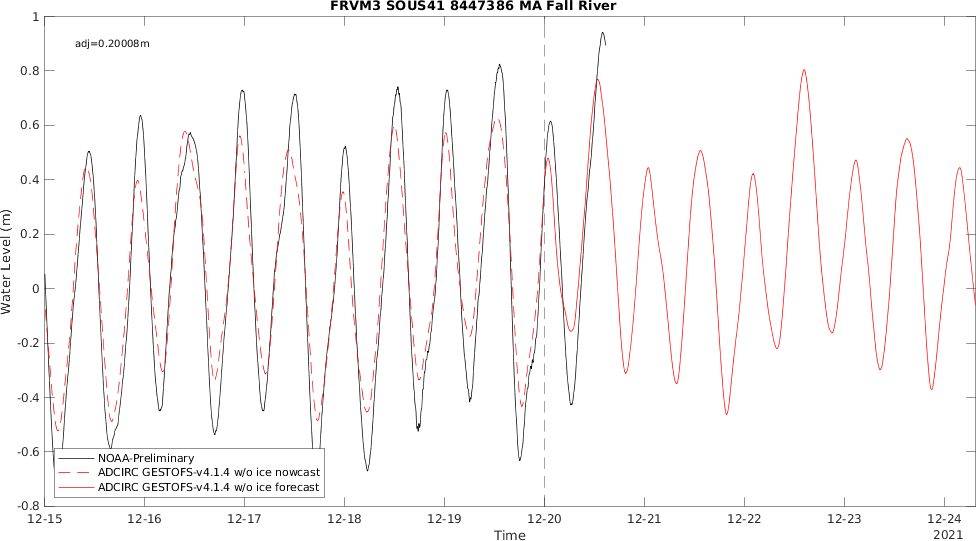 FRVM3 SOUS41 8447386 MA Fall River
adj=0.20008m
Water Level (m)
1
0.8
0.6
0.4
0.2
0
-0.2
-0.4
-0.6
-0.8
NOAA-Preliminary
ADCIRC GESTOFS-v4.1.4 w/o ice nowcast
ADCIRC GESTOFS-v4.1.4 w/o ice forecast
12-15 12-16 12-17 12-18 12-19 12-20 12-21 12-22 12-23 12-24
Time
2021